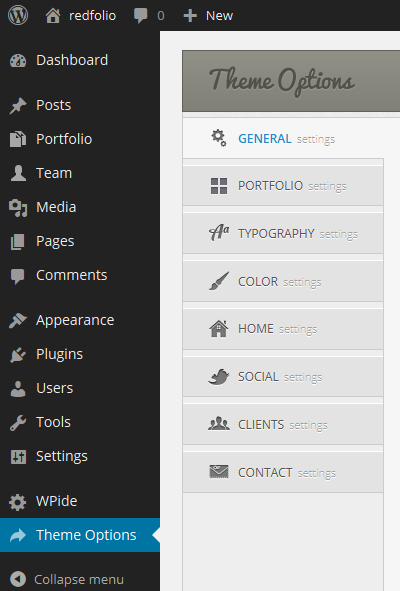 redfolio 0 New
Dashboard
Posts
Portfolio
Team
Media
Pages
Comments
Appearance
Plugins
Users
Tools
Settings
WPide
Theme Options
Collapse menu
Theme Options
GENERAL settings
PORTFOLIO settings
Aa TYPOGRAPHY settings
COLOR settings
HOME settings
SOCIAL settings
CLIENTS settings
CONTACT settings